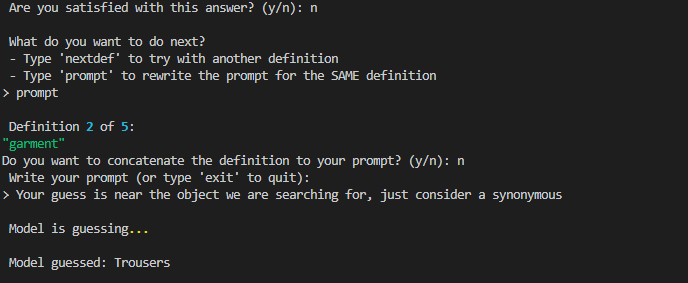 Are you satisfied with this answer? (y/n): n
What do you want to do next?
- Type 'nextdef' to try with another definition
- Type 'prompt' to rewrite the prompt for the SAME definition
> prompt
Definition 2 of 5:
"garment"
Do you want to concatenate the definition to your prompt? (y/n): n
Write your prompt (or type 'exit' to quit):
> Your guess is near the object we are searching for, just consider a synonymous
Model is guessing...
Model guessed: Trousers